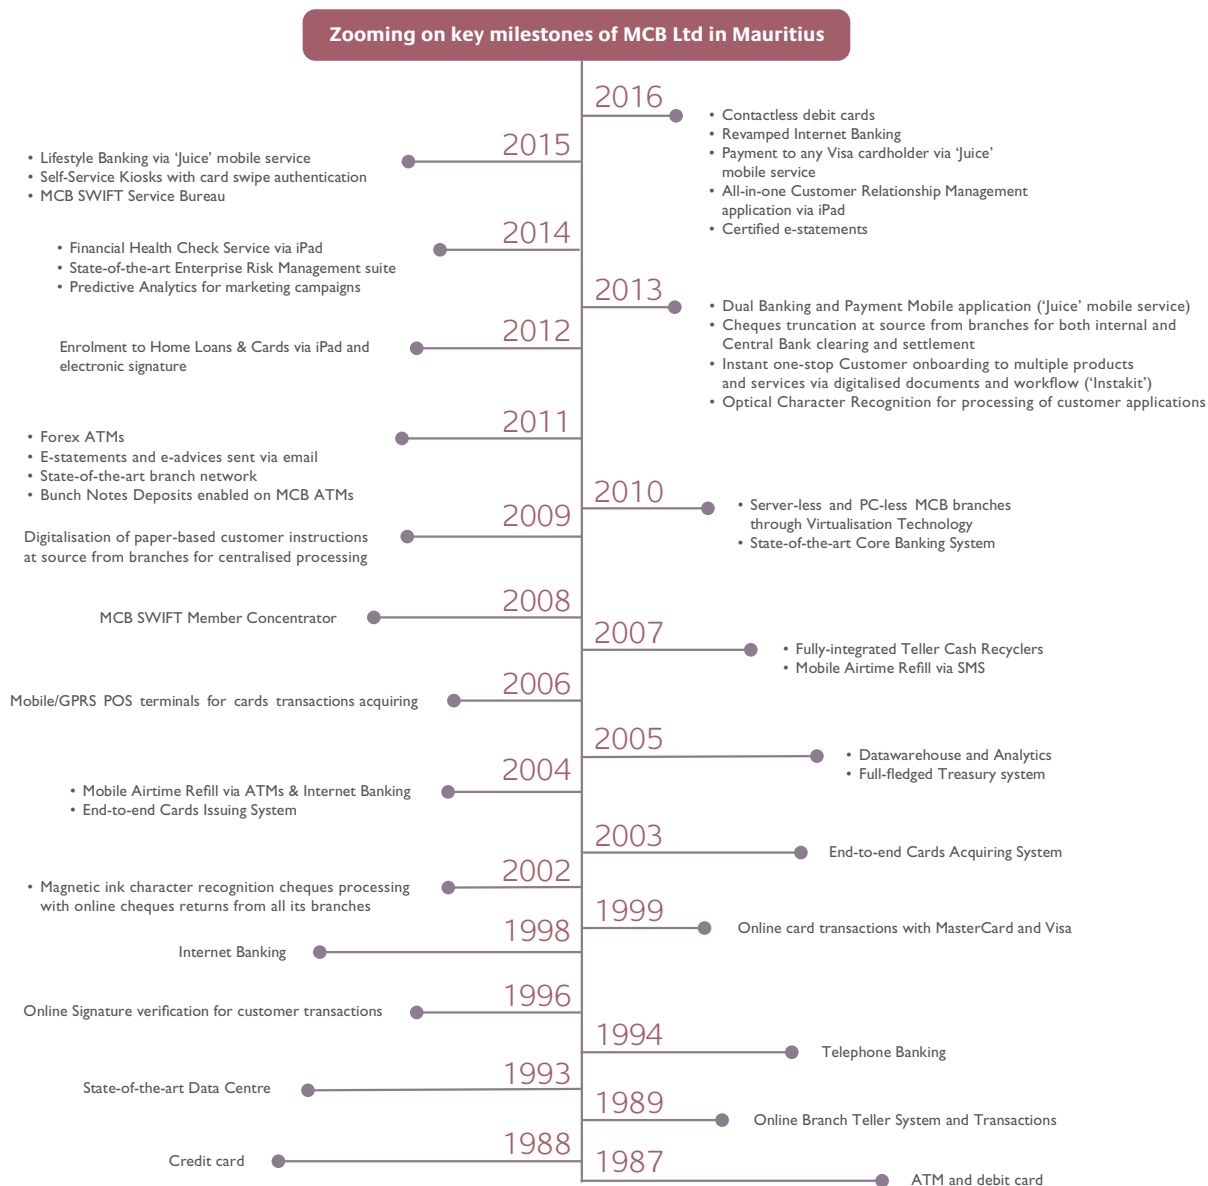 Zooming on key milestones of MCB Ltd in Mauritius
2016
• Contactless debit cards
• Revamped Internet Banking
• Payment to any Visa cardholder via ‘Juice’
mobile service
• All-in-one Customer Relationship Management
application via iPad
• Certified e-statements
2015
• Lifestyle Banking via ‘Juice’ mobile service
• Self-Service Kiosks with card swipe authentication
• MCB SWIFT Service Bureau
2014
• Financial Health Check Service via iPad
• State-of-the-art Enterprise Risk Management suite
• Predictive Analytics for marketing campaigns
2013
• Dual Banking and Payment Mobile application (‘Juice’ mobile service)
• Cheques truncation at source from branches for both internal and
Central Bank clearing and settlement
• Instant one-stop Customer onboarding to multiple products
and services via digitalised documents and workflow (‘Instakit’)
• Optical Character Recognition for processing of customer applications
2012
Enrolment to Home Loans & Cards via iPad and
electronic signature
2011
• Forex ATMs
• E-statements and e-advices sent via email
• State-of-the-art branch network
• Bunch Notes Deposits enabled on MCB ATMs
2010
• Server-less and PC-less MCB branches
through Virtualisation Technology
• State-of-the-art Core Banking System
2009
Digitalisation of paper-based customer instructions
at source from branches for centralised processing
2008
MCB SWIFT Member Concentrator
2007
• Fully-integrated Teller Cash Recyclers
• Mobile Airtime Refill via SMS
2006
Mobile/GPRS POS terminals for cards transactions acquiring
2005
• Datawarehouse and Analytics
• Full-fledged Treasury system
2004
• Mobile Airtime Refill via ATMs & Internet Banking
• End-to-end Cards Issuing System
2003
End-to-end Cards Acquiring System
2002
• Magnetic ink character recognition cheques processing
with online cheques returns from all its branches
1999
Online card transactions with MasterCard and Visa
1998
Internet Banking
1996
Online Signature verification for customer transactions
1994
Telephone Banking
1993
State-of-the-art Data Centre
1989
Online Branch Teller System and Transactions
1988
Credit card
1987
ATM and debit card